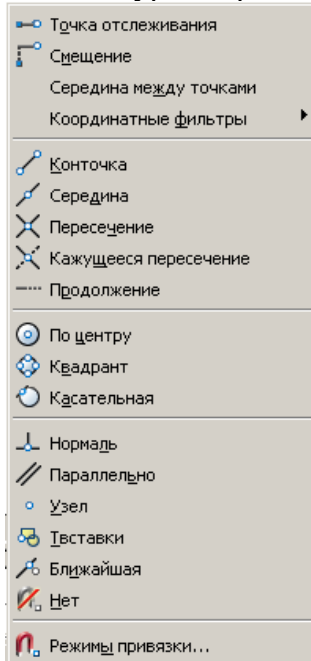 Точка отслеживания
Смещение
Середина между точками
Координатные фильтры
Конточка
Середина
Пересечение
Кажущееся пересечение
Продолжение
По центру
Квадрант
Касательная
Нормаль
Параллельно
Узел
Твставки
Ближайшая
Нет
Режимы привязки...